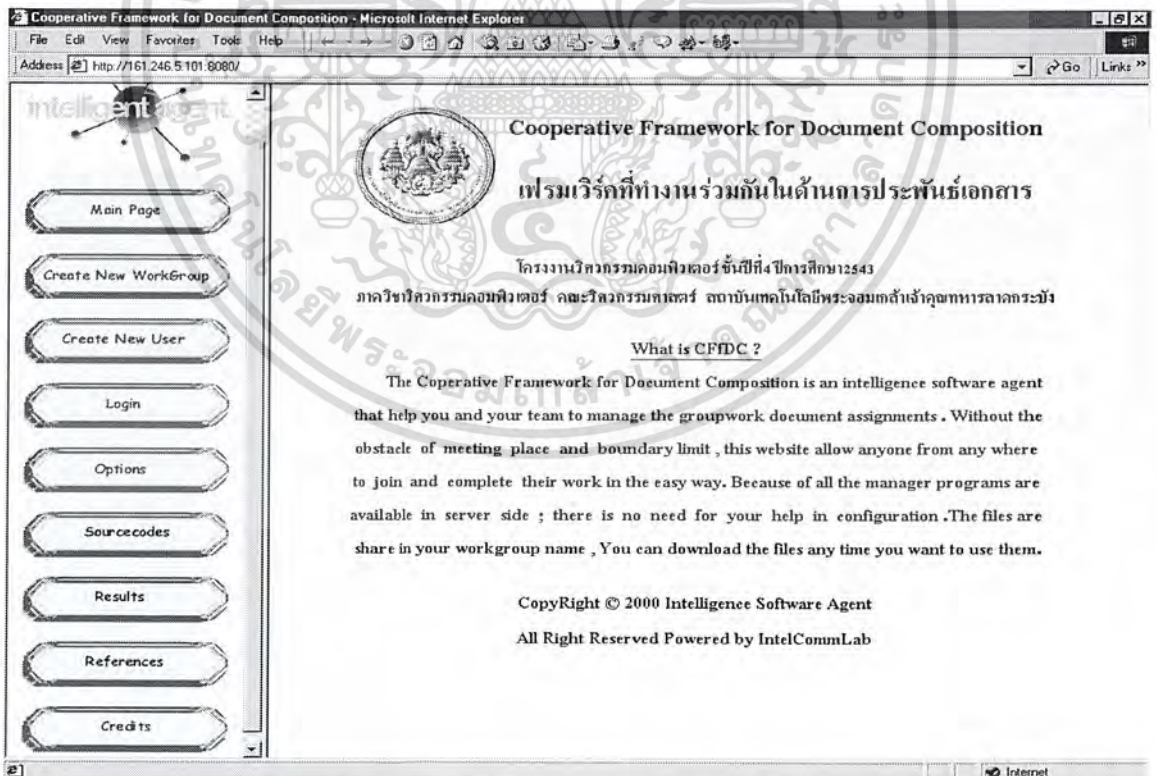 Cooperative Framework for Document Composition - Microsoft Internet Explorer
File Edit View Favorites Tools Help
Address http://161.246.5.101:8080/ Go Links »
intelligent agent
Main Page
Create New WorkGroup
Create New User
Login
Options
Sourcecodes
Results
References
Credits
Cooperative Framework for Document Composition
เฟรมเวิร์คที่ทำงานร่วมกันในด้านการประพันธ์เอกสาร
โครงงานวิศวกรรมคอมพิวเตอร์ ชั้นปีที่4 ปีการศึกษา2543
ภาควิชาวิศวกรรมคอมพิวเตอร์ คณะวิศวกรรมศาสตร์ สถาบันเทคโนโลยีพระจอมเกล้าเจ้าคุณทหารลาดกระบัง
What is CFfDC ?
The Coperative Framework for Document Composition is an intelligence software agent
that help you and your team to manage the groupwork document assignments . Without the
obstacle of meeting place and boundary limit , this website allow anyone from any where
to join and complete their work in the easy way. Because of all the manager programs are
available in server side ; there is no need for your help in configuration .The files are
share in your workgroup name , You can download the files any time you want to use them.
CopyRight © 2000 Intelligence Software Agent
All Right Reserved Powered by IntelCommLab
Internet